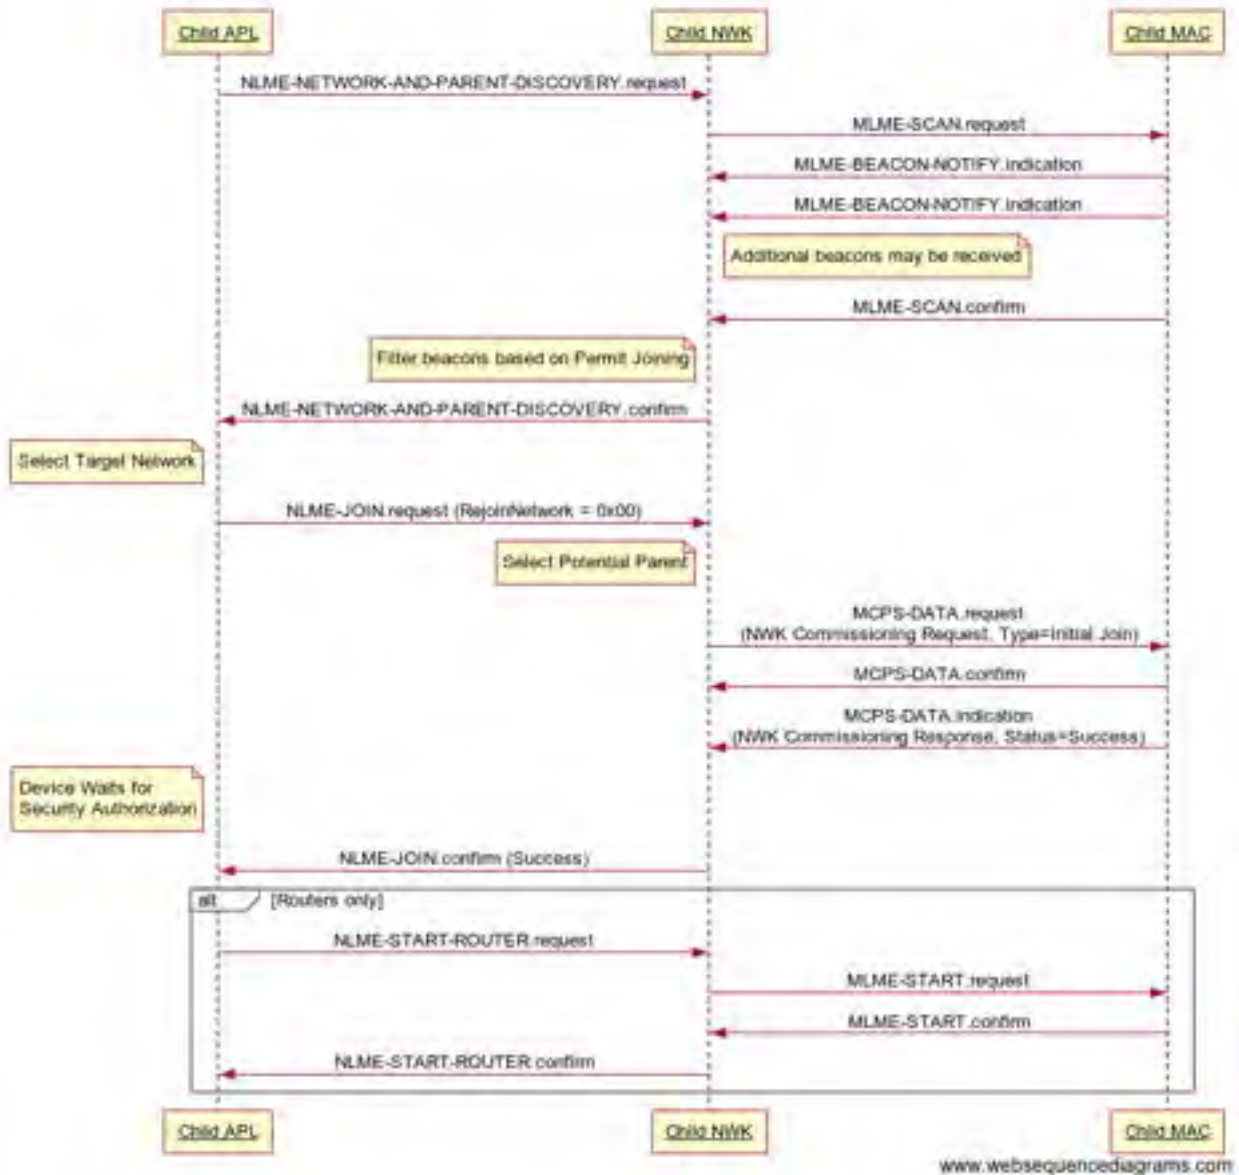 Child APL
Child NWK
Child MAC
NLME-NETWORK-AND-PARENT-DISCOVERY.request
MLME-SCAN.request
MLME-BEACON-NOTIFY.indication
MLME-BEACON-NOTIFY.indication
Additional beacons may be received
MLME-SCAN.confirm
Filter beacons based on Permit Joining
NLME-NETWORK-AND-PARENT-DISCOVERY.confirm
Select Target Network
NLME-JOIN.request (RejoinNetwork = 0x00)
Select Potential Parent
MCPS-DATA.request
(NWK Commissioning Request, Type=Initial Join)
MCPS-DATA.confirm
MCPS-DATA.indication
(NWK Commissioning Response, Status=Success)
Device Waits for
Security Authorization
NLME-JOIN.confirm (Success)
alt
[Routers only]
NLME-START-ROUTER.request
MLME-START.request
MLME-START.confirm
NLME-START-ROUTER.confirm
Child APL
Child NWK
Child MAC
www.websequencediagrams.com